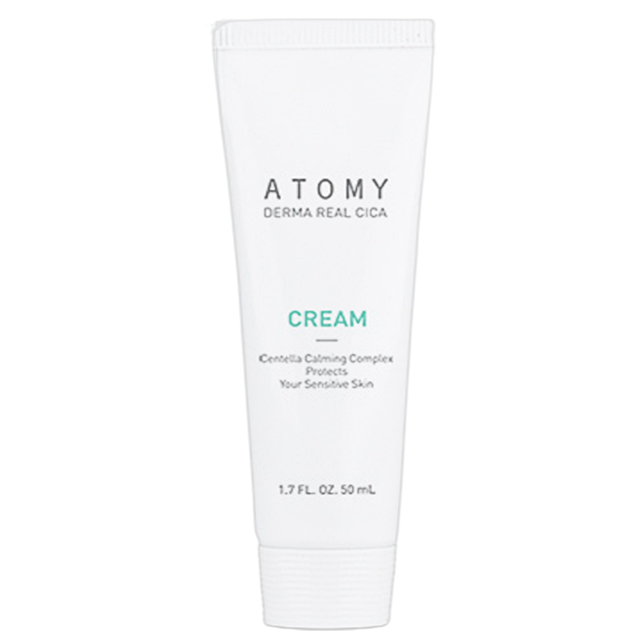 ATOMY
DERMA REAL CICA
CREAM
Centella Calming Complex
Protects
Your Sensitive Skin
1.7 FL. OZ. 50 mL